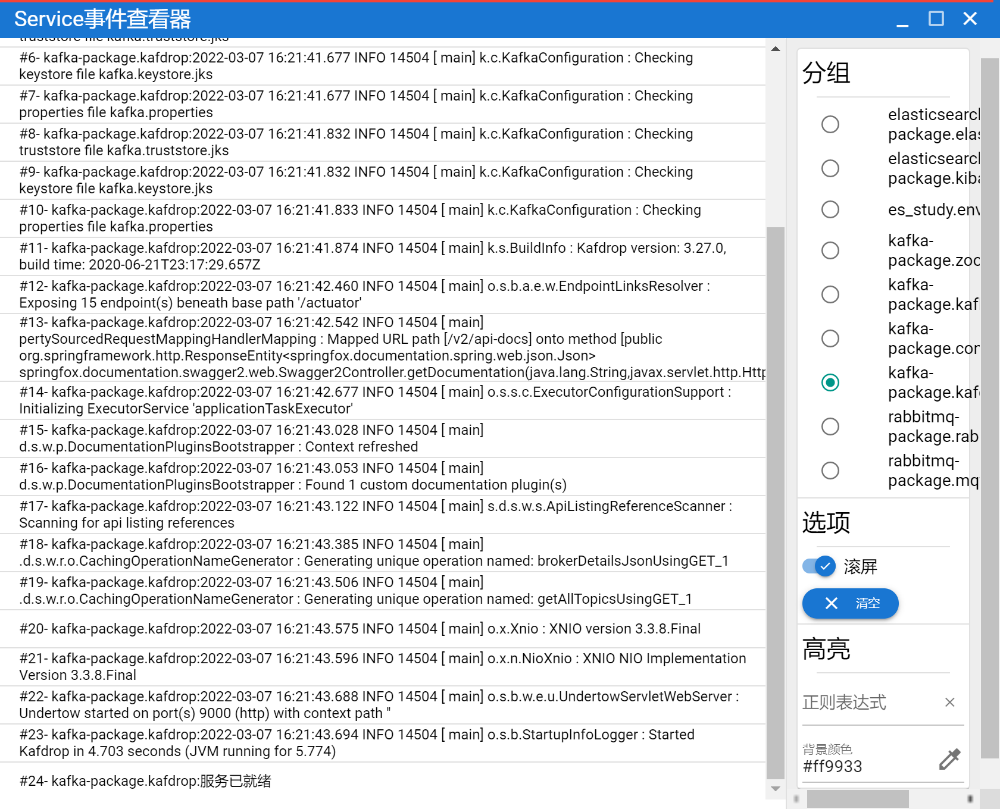 Service事件查看器
truststore file kafka.truststore.jks
#6- kafka-package.kafdrop:2022-03-07 16:21:41.677 INFO 14504 [ main] k.c.KafkaConfiguration : Checking
keystore file kafka.keystore.jks
#7- kafka-package.kafdrop:2022-03-07 16:21:41.677 INFO 14504 [ main] k.c.KafkaConfiguration : Checking
properties file kafka.properties
#8- kafka-package.kafdrop:2022-03-07 16:21:41.832 INFO 14504 [ main] k.c.KafkaConfiguration : Checking
truststore file kafka.truststore.jks
#9- kafka-package.kafdrop:2022-03-07 16:21:41.832 INFO 14504 [ main] k.c.KafkaConfiguration : Checking
keystore file kafka.keystore.jks
#10- kafka-package.kafdrop:2022-03-07 16:21:41.833 INFO 14504 [ main] k.c.KafkaConfiguration : Checking
properties file kafka.properties
#11- kafka-package.kafdrop:2022-03-07 16:21:41.874 INFO 14504 [ main] k.s.BuildInfo : Kafdrop version: 3.27.0,
build time: 2020-06-21T23:17:29.657Z
#12- kafka-package.kafdrop:2022-03-07 16:21:42.460 INFO 14504 [ main] o.s.b.a.e.w.EndpointLinksResolver :
Exposing 15 endpoint(s) beneath base path '/actuator'
#13- kafka-package.kafdrop:2022-03-07 16:21:42.542 INFO 14504 [ main]
pertySourcedRequestMappingHandlerMapping : Mapped URL path [/v2/api-docs] onto method [public
org.springframework.http.ResponseEntity<springfox.documentation.spring.web.json.Json>
springfox.documentation.swagger2.web.Swagger2Controller.getDocumentation(java.lang.String,javax.servlet.http.Http
#14- kafka-package.kafdrop:2022-03-07 16:21:42.677 INFO 14504 [ main] o.s.s.c.ExecutorConfigurationSupport :
Initializing ExecutorService 'applicationTaskExecutor'
#15- kafka-package.kafdrop:2022-03-07 16:21:43.028 INFO 14504 [ main]
d.s.w.p.DocumentationPluginsBootstrapper : Context refreshed
#16- kafka-package.kafdrop:2022-03-07 16:21:43.053 INFO 14504 [ main]
d.s.w.p.DocumentationPluginsBootstrapper : Found 1 custom documentation plugin(s)
#17- kafka-package.kafdrop:2022-03-07 16:21:43.122 INFO 14504 [ main] s.d.s.w.s.ApiListingReferenceScanner :
Scanning for api listing references
#18- kafka-package.kafdrop:2022-03-07 16:21:43.385 INFO 14504 [ main]
.d.s.w.r.o.CachingOperationNameGenerator : Generating unique operation named: brokerDetailsJsonUsingGET_1
#19- kafka-package.kafdrop:2022-03-07 16:21:43.506 INFO 14504 [ main]
.d.s.w.r.o.CachingOperationNameGenerator : Generating unique operation named: getAllTopicsUsingGET_1
#20- kafka-package.kafdrop:2022-03-07 16:21:43.575 INFO 14504 [ main] o.x.Xnio : XNIO version 3.3.8.Final
#21- kafka-package.kafdrop:2022-03-07 16:21:43.596 INFO 14504 [ main] o.x.n.NioXnio : XNIO NIO Implementation
Version 3.3.8.Final
#22- kafka-package.kafdrop:2022-03-07 16:21:43.688 INFO 14504 [ main] o.s.b.w.e.u.UndertowServletWebServer :
Undertow started on port(s) 9000 (http) with context path ''
#23- kafka-package.kafdrop:2022-03-07 16:21:43.694 INFO 14504 [ main] o.s.b.StartupInfoLogger : Started
Kafdrop in 4.703 seconds (JVM running for 5.774)
#24- kafka-package.kafdrop:服务已就绪
分组
elasticsearch
package.elas
elasticsearch
package.kiba
es_study.env
kafka-
package.zoo
kafka-
package.kaf
kafka-
package.con
kafka-
package.kafd
rabbitmq-
package.rab
rabbitmq-
package.mq
选项
滚屏
清空
高亮
正则表达式
背景颜色
#ff9933